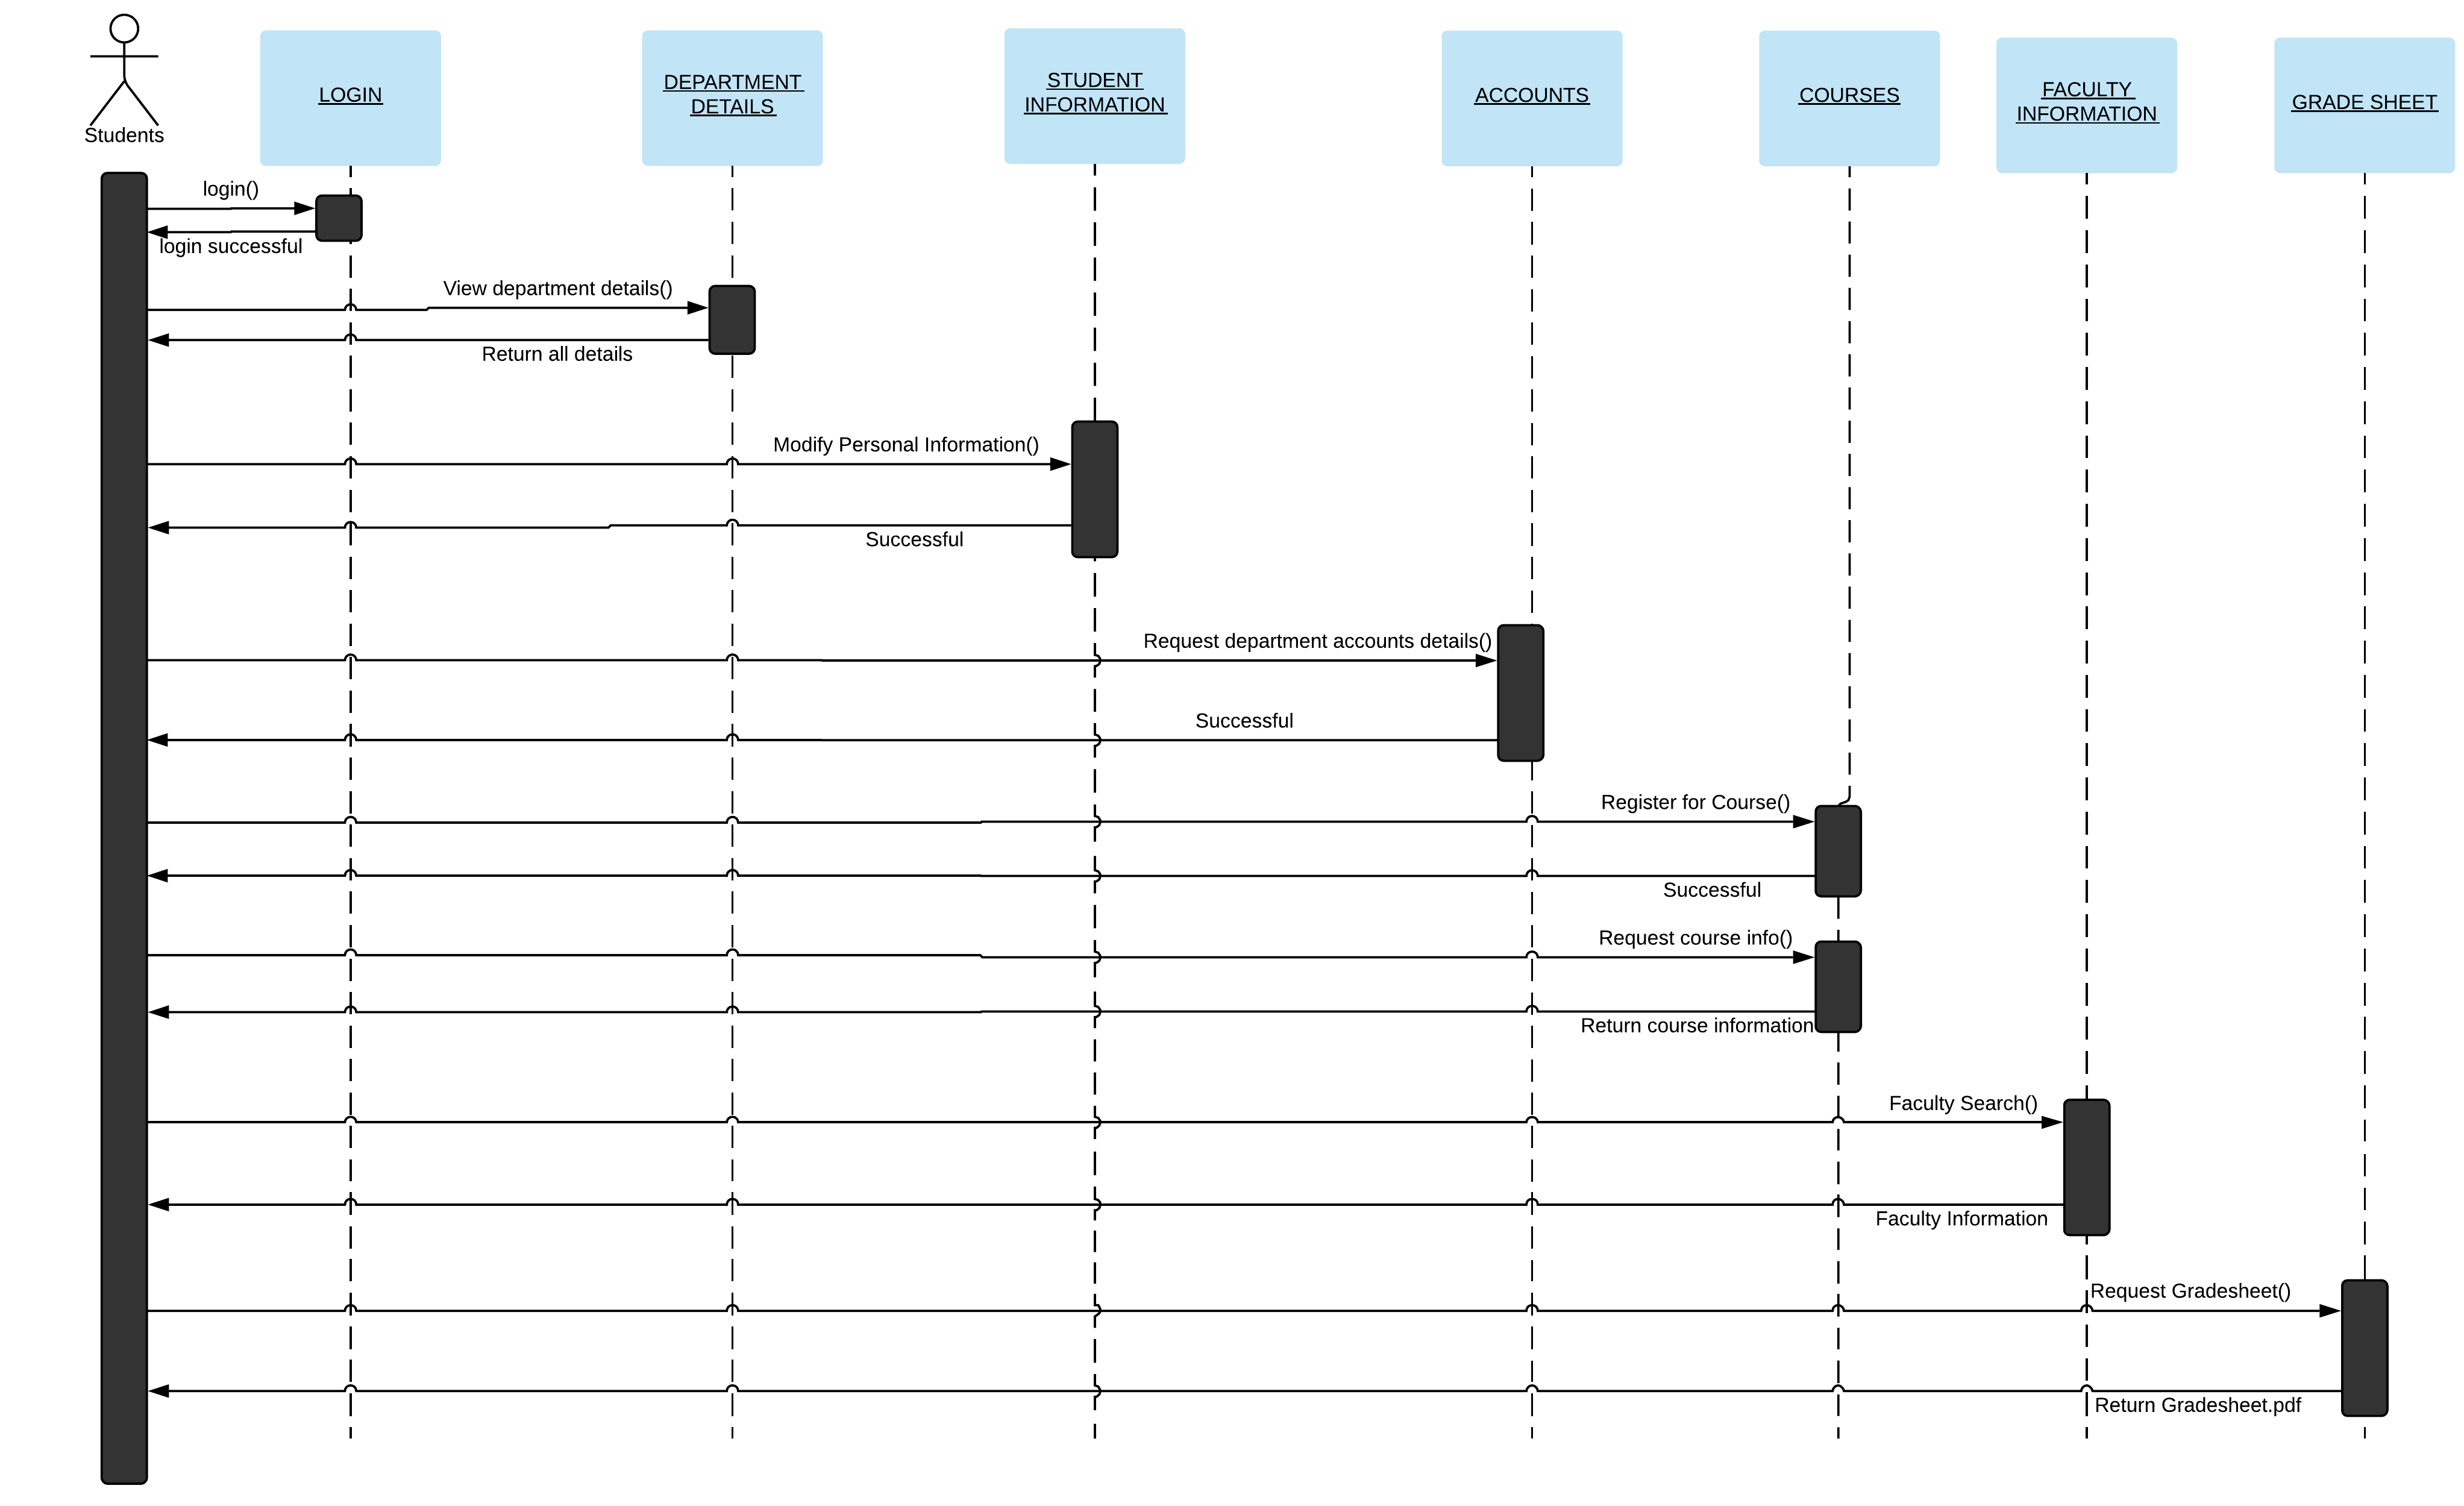 Students
LOGIN
DEPARTMENT
DETAILS
STUDENT
INFORMATION
ACCOUNTS
COURSES
FACULTY
INFORMATION
GRADE SHEET
login()
login successful
View department details()
Return all details
Modify Personal Information()
Successful
Request department accounts details()
Successful
Register for Course()
Successful
Request course info()
Return course information
Faculty Search()
Faculty Information
Request Gradesheet()
Return Gradesheet.pdf